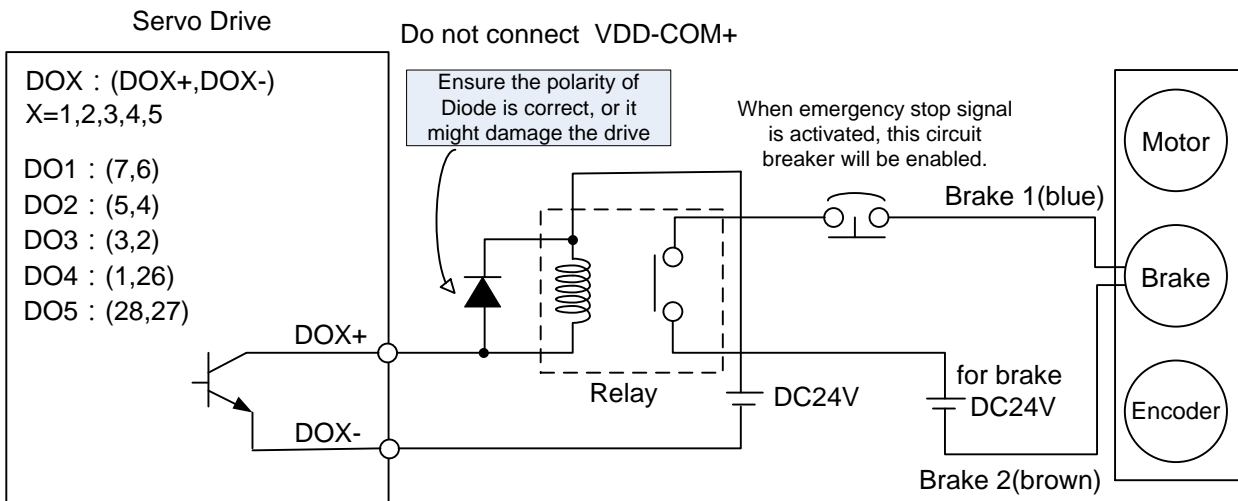 Servo Drive
Do not connect VDD-COM+
DOX : (DOX+,DOX-)
X=1,2,3,4,5
DO1 : (7,6)
DO2 : (5,4)
DO3 : (3,2)
DO4 : (1,26)
DO5 : (28,27)
Ensure the polarity of
Diode is correct, or it
might damage the drive
When emergency stop signal
is activated, this circuit
breaker will be enabled.
Motor
Brake 1(blue)
Brake
DOX+
Relay
DC24V
for brake
DC24V
Encoder
DOX-
Brake 2(brown)